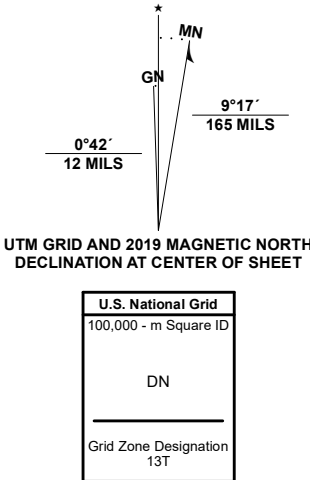 ★
MN
GN
9°17´
165 MILS
0°42´
12 MILS
UTM GRID AND 2019 MAGNETIC NORTH
DECLINATION AT CENTER OF SHEET
U.S. National Grid
100,000 - m Square ID
DN
Grid Zone Designation
13T